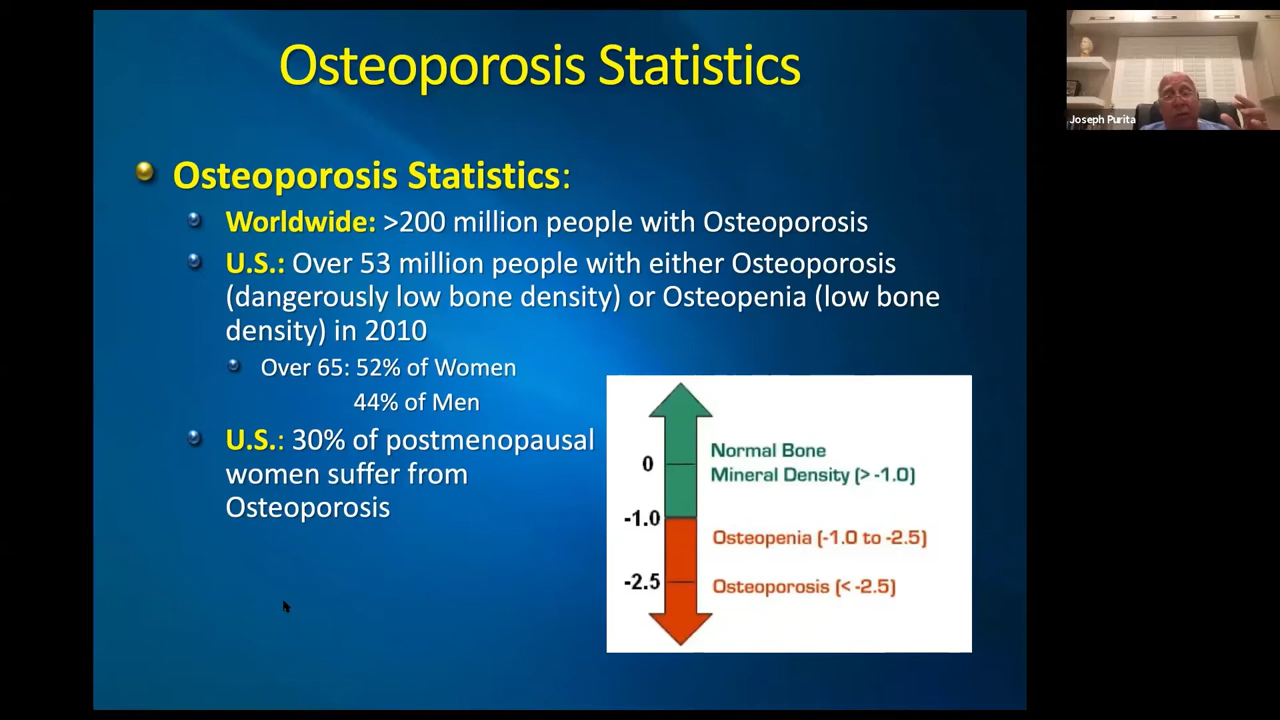 Osteoporosis Statistics
Osteoporosis Statistics:
Worldwide: >200 million people with Osteoporosis
U.S.: Over 53 million people with either Osteoporosis
(dangerously low bone density) or Osteopenia (low bone
density) in 2010
Over 65: 52% of Women
44% of Men
U.S.: 30% of postmenopausal
women suffer from
Osteoporosis
0
Normal Bone
Mineral Density (> -1.0)
-1.0
Osteopenia (-1.0 to -2.5)
-2.5
Osteoporosis (< -2.5)
Joseph Purita